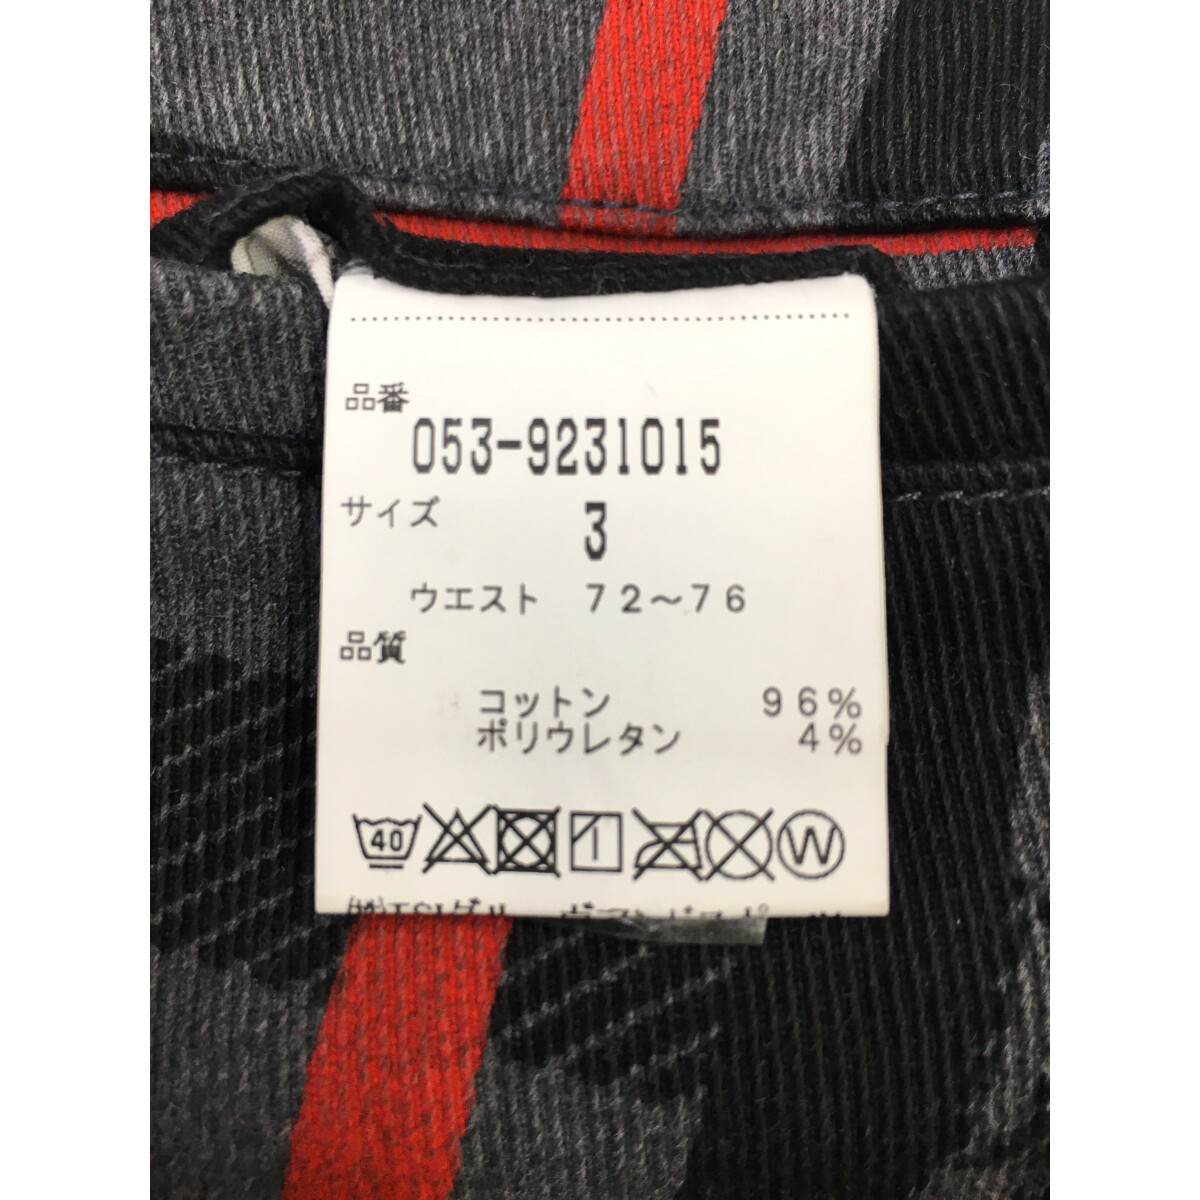 品番
053-9231015
サイズ 3
ウエスト 72~76
品質
コットン 96%
ポリウレタン 4%
40 W